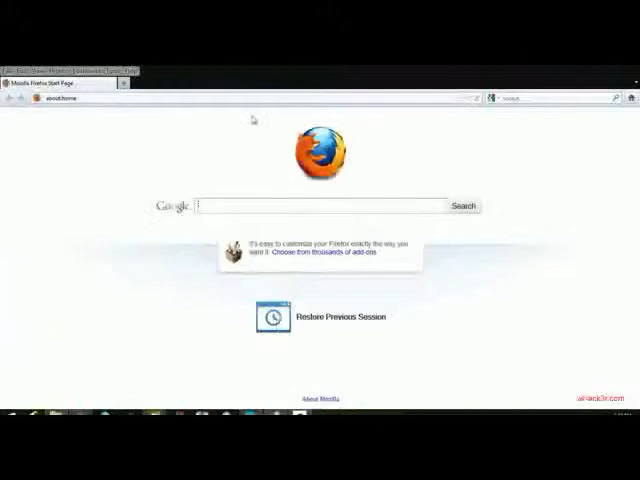 Mozilla Firefox Start Page
about:home
Google
Search
It's easy to customize your Firefox exactly the way you
want it. Choose from thousands of add-ons
Restore Previous Session
About Mozilla